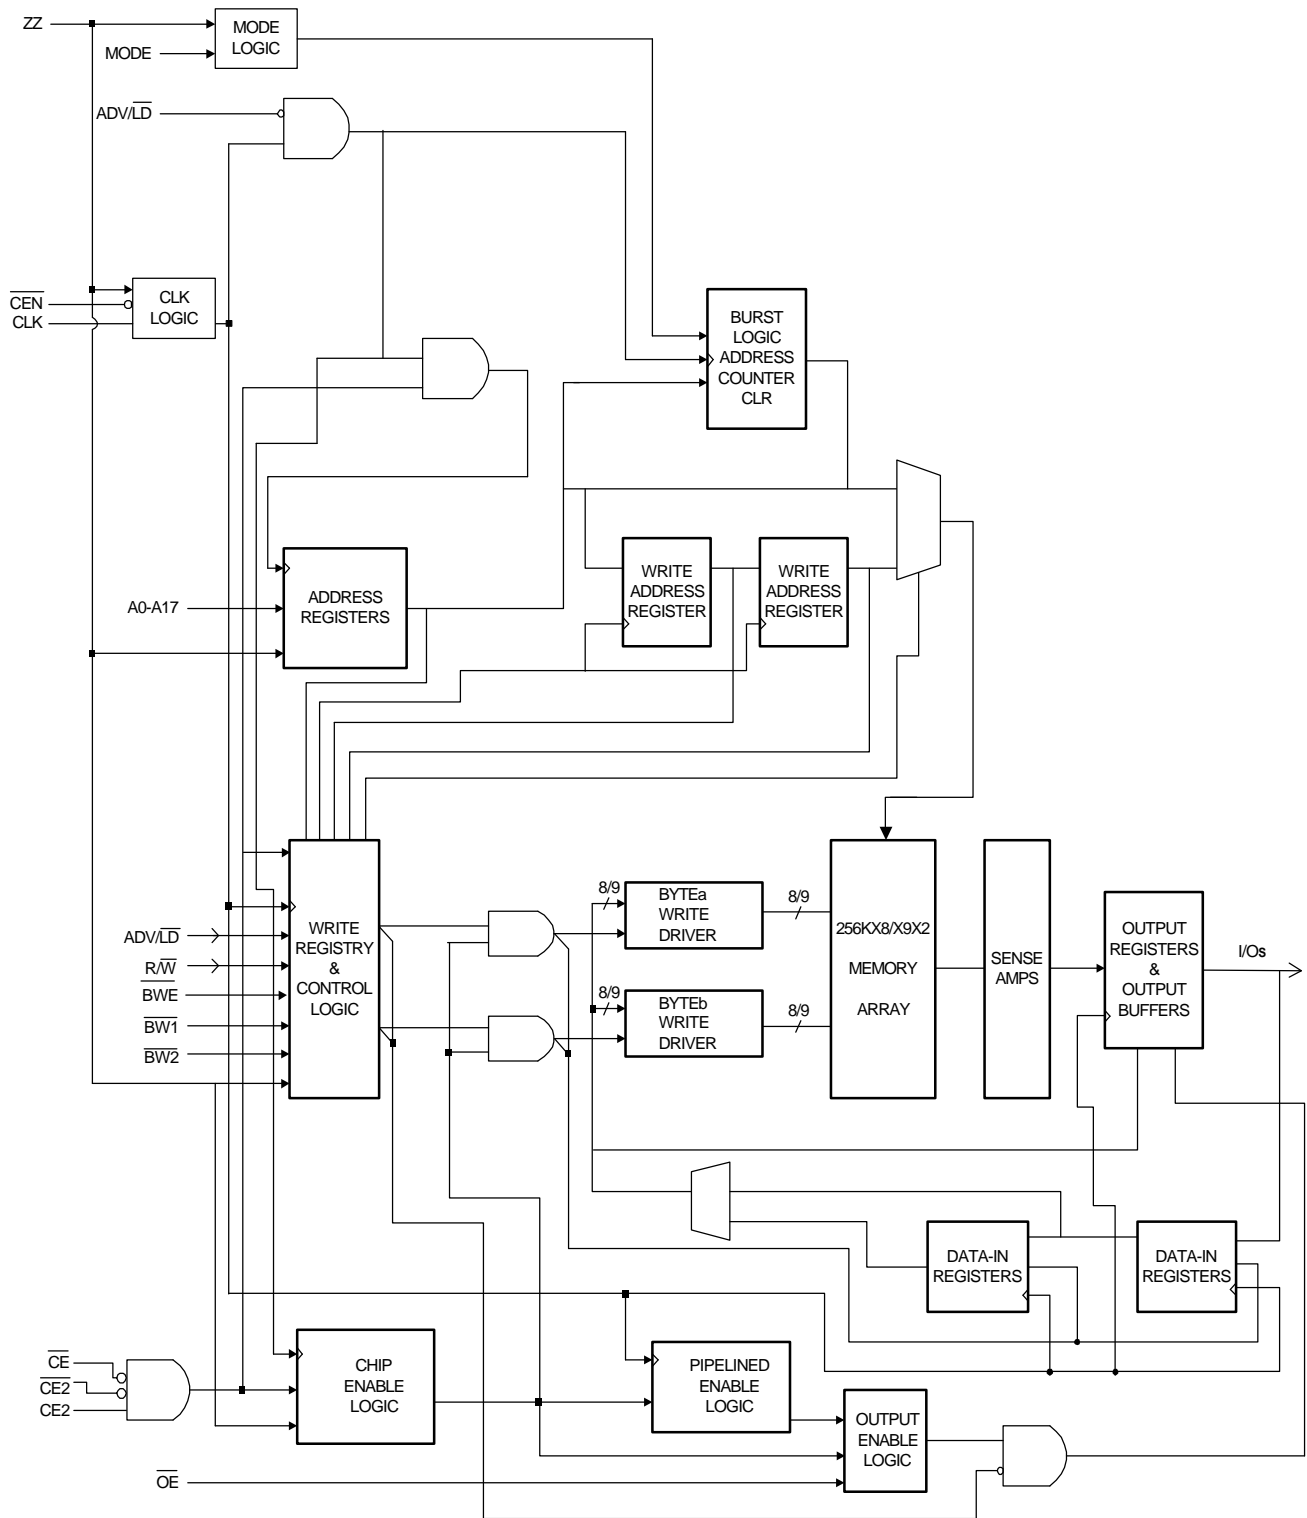 ZZ
MODE
MODE
LOGIC
ADV/LD
CEN
CLK
CLK
LOGIC
BURST
LOGIC
ADDRESS
COUNTER
CLR
A0-A17
ADDRESS
REGISTERS
WRITE
ADDRESS
REGISTER
WRITE
ADDRESS
REGISTER
ADV/LD
R/W
BWE
BW1
BW2
WRITE
REGISTRY
&
CONTROL
LOGIC
8/9
BYTEa
WRITE
DRIVER
8/9
8/9
BYTEb
WRITE
DRIVER
8/9
256KX8/X9X2
MEMORY
ARRAY
SENSE
AMPS
OUTPUT
REGISTERS
&
OUTPUT
BUFFERS
I/Os
DATA-IN
REGISTERS
DATA-IN
REGISTERS
CE
CE2
CE2
CHIP
ENABLE
LOGIC
PIPELINED
ENABLE
LOGIC
OUTPUT
ENABLE
LOGIC
OE